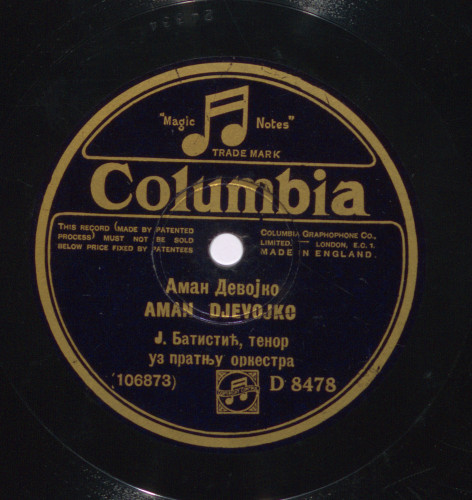 "Magic Notes"
TRADE MARK
Columbia
THIS RECORD (MADE BY PATENTED
PROCESS) MUST NOT BE SOLD
BELOW PRICE FIXED BY PATENTEES
COLUMBIA GRAPHOPHONE CO.,
LIMITED. — LONDON, E.C. 1.
MADE IN ENGLAND.
Аман Девојко
AMAN DJEVOJKO
Ј. Батистић, тенор
уз пратњу оркестра
(106873) D 8478